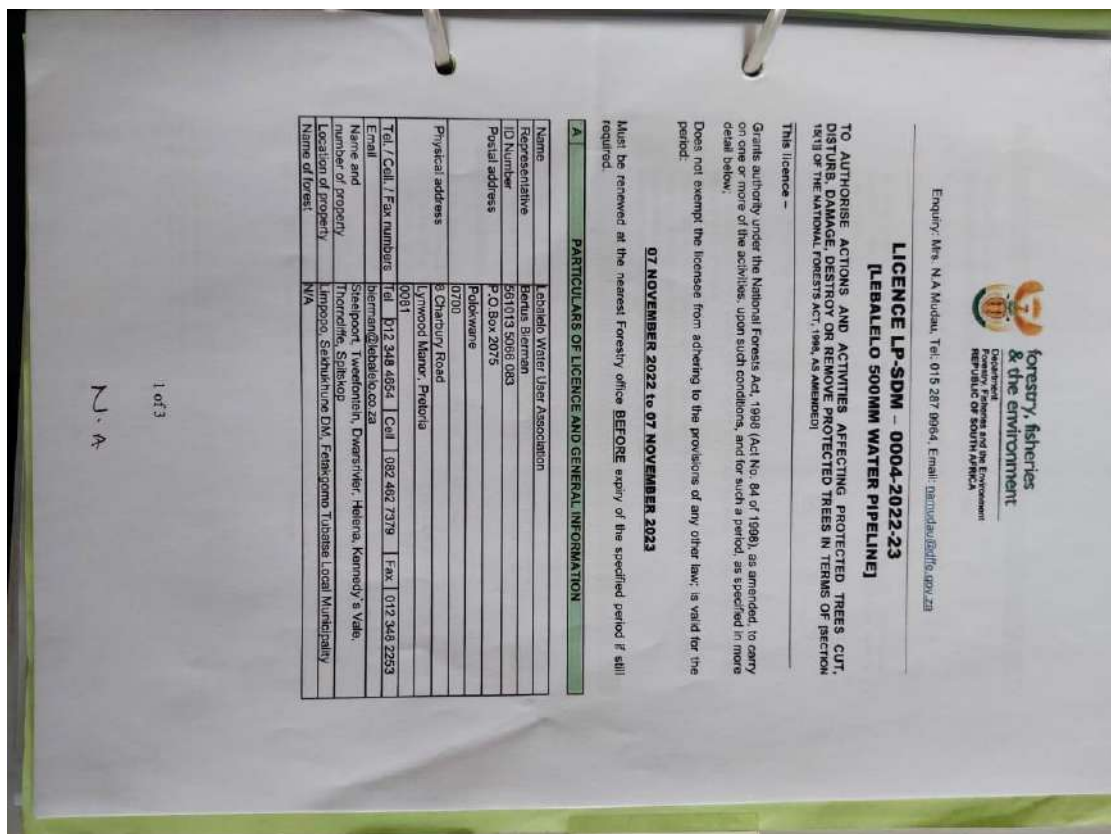 forestry, fisheries
& the environment
Department:
Forestry, Fisheries and the Environment
REPUBLIC OF SOUTH AFRICA
Enquiry: Mrs. N.A Mudau, Tel: 015 287 9964, Email: namudau@dffe.gov.za
LICENCE LP-SDM – 0004-2022-23
[LEBALELO 500MM WATER PIPELINE]
TO AUTHORISE ACTIONS AND ACTIVITIES AFFECTING PROTECTED TREES CUT,
DISTURB, DAMAGE, DESTROY OR REMOVE PROTECTED TREES IN TERMS OF [SECTION
15(1)] OF THE NATIONAL FORESTS ACT, 1998, AS AMENDED]
This licence –
Grants authority under the National Forests Act, 1998 (Act No. 84 of 1998), as amended, to carry
on one or more of the activities, upon such conditions, and for such a period, as specified in more
detail below;
Does not exempt the licensee from adhering to the provisions of any other law; is valid for the
period:
07 NOVEMBER 2022 to 07 NOVEMBER 2023
Must be renewed at the nearest Forestry office BEFORE expiry of the specified period if still
required.
A PARTICULARS OF LICENCE AND GENERAL INFORMATION
Name Lebalelo Water User Association
Representative Bertus Bierman
ID Number 561013 5066 083
Postal address P.O.Box 2075
Polokwane
0700
Physical address 8 Charbury Road
Lynwood Manor, Pretoria
0081
Tel. / Cell. / Fax numbers Tel 012 348 4654 Cell 082 462 7379 Fax 012 348 2253
Email bierman@lebalelo.co.za
Name and Steelpoort, Tweefontein, Dwarsrivier, Helena, Kennedy's Vale,
number of property Thorncliffe, Spitskop
Location of property Limpopo, Sekhukhune DM, Fetakgomo Tubatse Local Municipality
Name of forest N/A
1 of 3
N.A